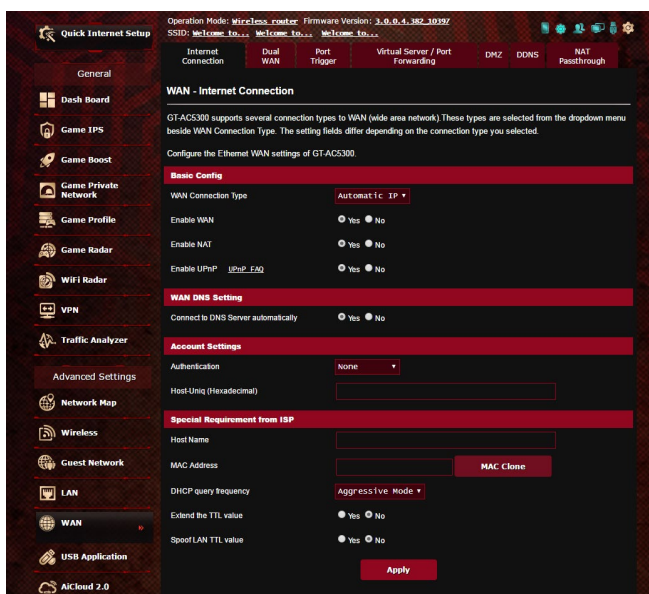 Quick Internet Setup
General
Dash Board
Game IPS
Game Boost
Game Private
Network
Game Profile
Game Radar
WiFi Radar
VPN
Traffic Analyzer
Advanced Settings
Network Map
Wireless
Guest Network
LAN
WAN
USB Application
AiCloud 2.0
Operation Mode: Wireless router Firmware Version: 3.0.0.4.382_10397
SSID: Welcome to... Welcome to... Welcome to...
Internet
Connection
Dual
WAN
Port
Trigger
Virtual Server / Port
Forwarding
DMZ
DDNS
NAT
Passthrough
WAN - Internet Connection
GT-AC5300 supports several connection types to WAN (wide area network).These types are selected from the dropdown menu
beside WAN Connection Type. The setting fields differ depending on the connection type you selected.
Configure the Ethernet WAN settings of GT-AC5300.
Basic Config
WAN Connection Type Automatic IP
Enable WAN Yes No
Enable NAT Yes No
Enable UPnP UPnP FAQ Yes No
WAN DNS Setting
Connect to DNS Server automatically Yes No
Account Settings
Authentication None
Host-Uniq (Hexadecimal)
Special Requirement from ISP
Host Name
MAC Address MAC Clone
DHCP query frequency Aggressive Mode
Extend the TTL value Yes No
Spoof LAN TTL value Yes No
Apply